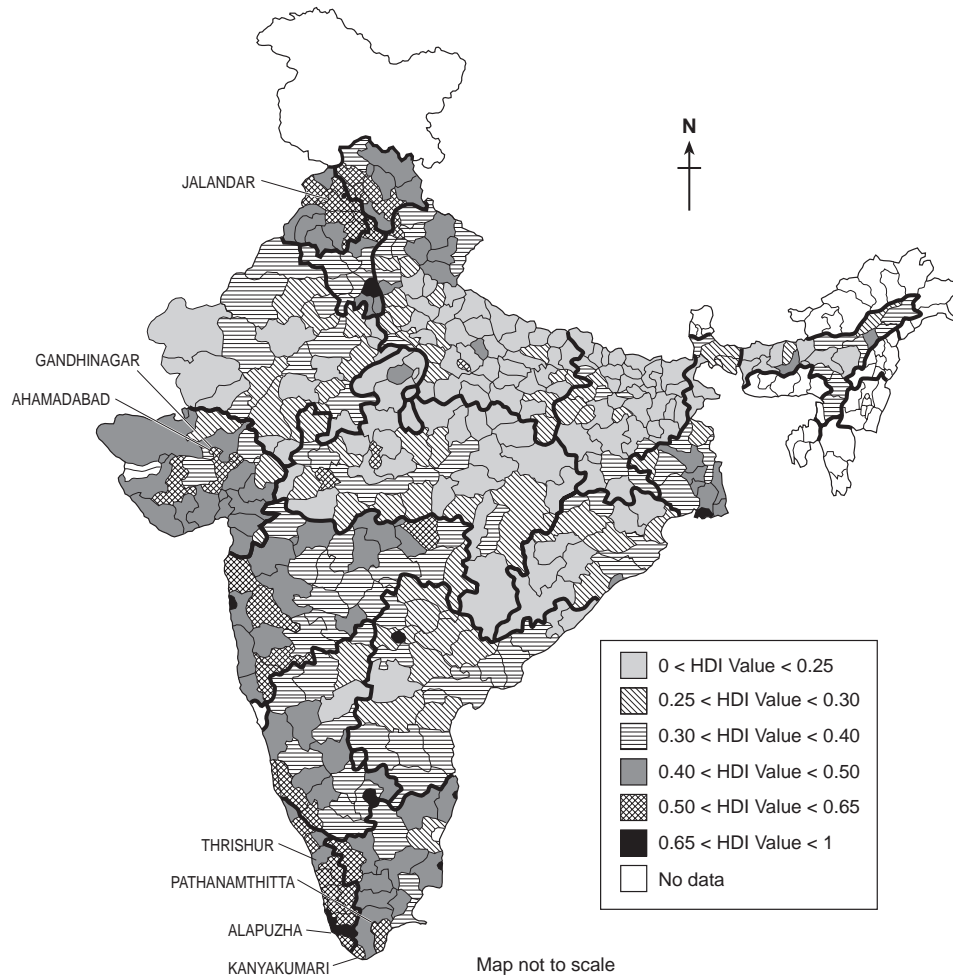 N
JALANDAR
GANDHINAGAR
AHAMADABAD
0 < HDI Value < 0.25
0.25 < HDI Value < 0.30
0.30 < HDI Value < 0.40
0.40 < HDI Value < 0.50
0.50 < HDI Value < 0.65
0.65 < HDI Value < 1
No data
THRISHUR
PATHANAMTHITTA
ALAPUZHA
KANYAKUMARI
Map not to scale